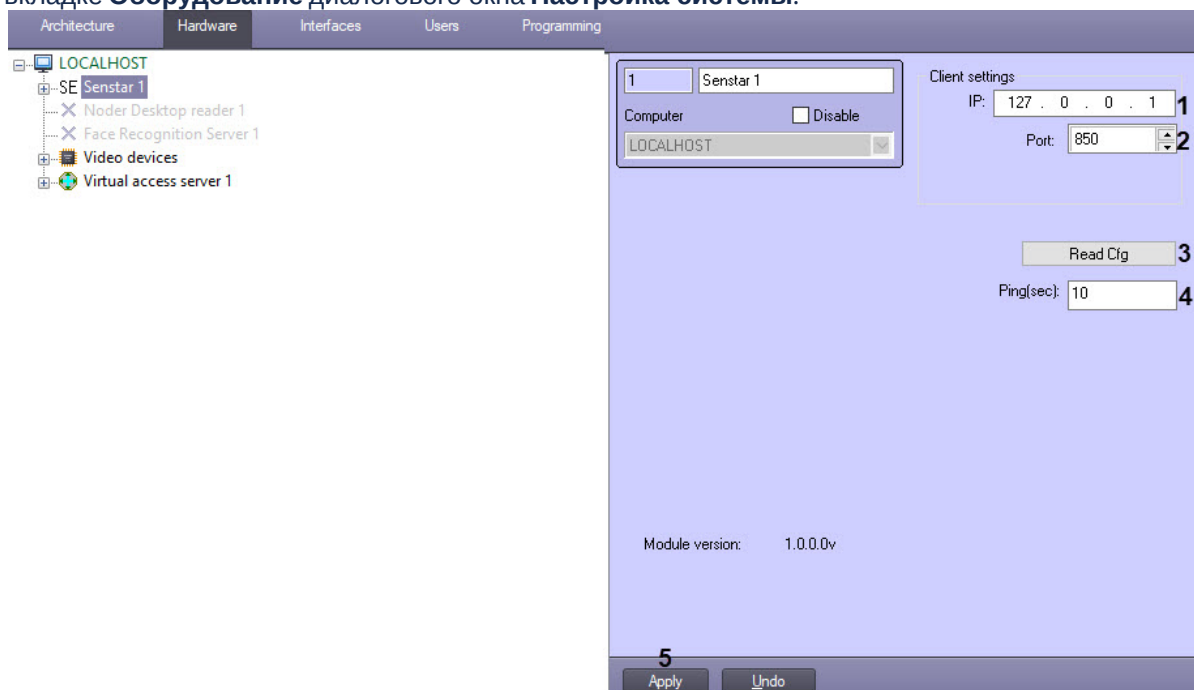 вкладке Оборудование диалогового окна Настройка системы.
Architecture Hardware Interfaces Users Programming
LOCALHOST
SE Senstar 1
Noder Desktop reader 1
Face Recognition Server 1
Video devices
Virtual access server 1
1 Senstar 1
Computer Disable
LOCALHOST
Client settings
IP: 127 . 0 . 0 . 1 1
Port: 850 2
Read Cfg 3
Ping(sec): 10 4
Module version: 1.0.0.0v
5
Apply Undo